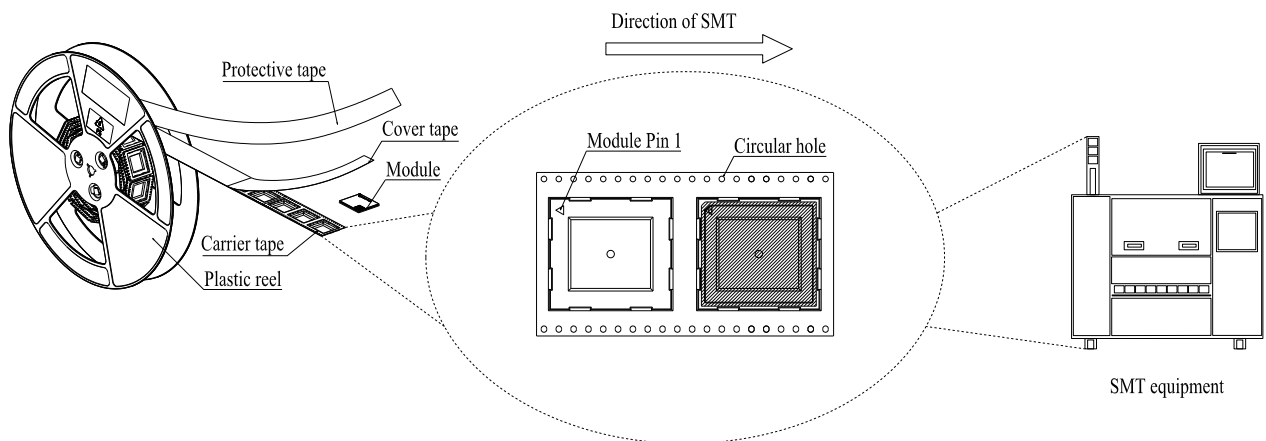 Direction of SMT
Protective tape
Cover tape
Module
Module Pin 1
Circular hole
Carrier tape
Plastic reel
SMT equipment